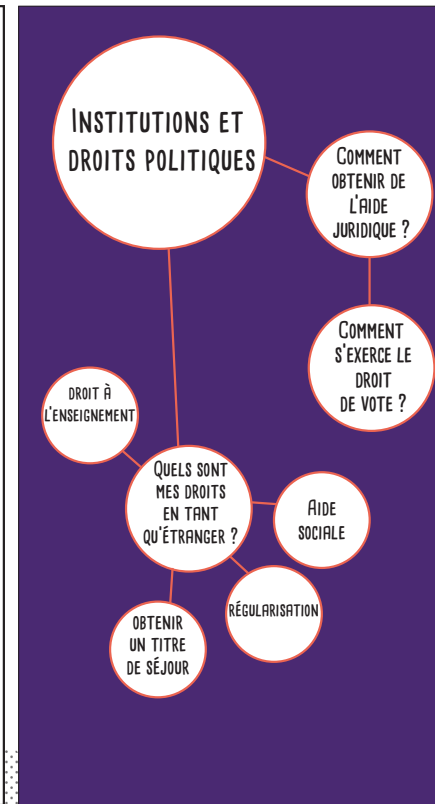 INSTITUTIONS ET
DROITS POLITIQUES
COMMENT
OBTENIR DE
L'AIDE
JURIDIQUE ?
COMMENT
S'EXERCE LE
DROIT
DE VOTE ?
DROIT À
L'ENSEIGNEMENT
QUELS SONT
MES DROITS
EN TANT
QU'ÉTRANGER ?
AIDE
SOCIALE
RÉGULARISATION
OBTENIR
UN TITRE
DE SÉJOUR